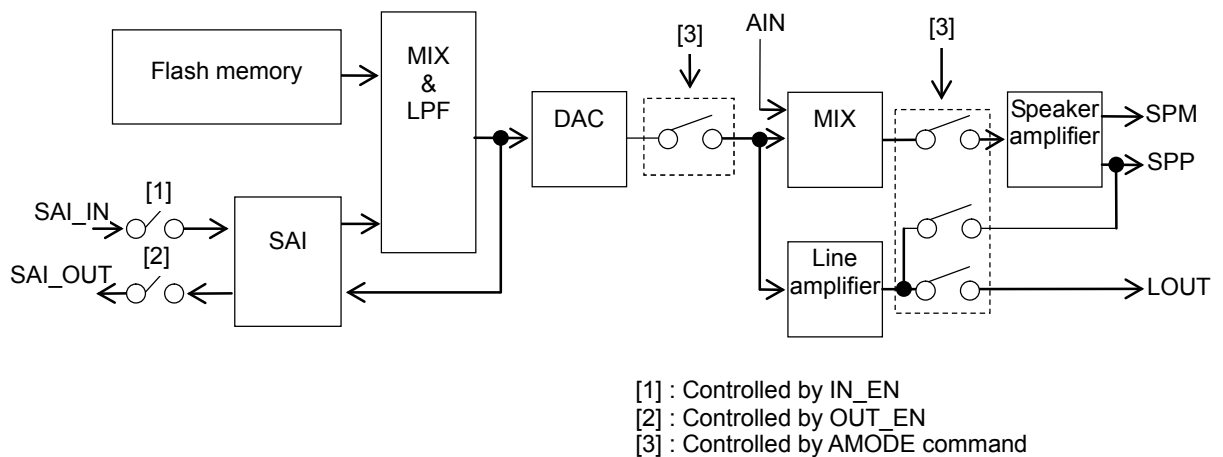 Flash memory
MIX
&
LPF
[3]
AIN
[3]
DAC
MIX
Speaker
amplifier
SPM
SPP
SAI_IN
[1]
SAI
SAI_OUT
[2]
Line
amplifier
LOUT
[1] : Controlled by IN_EN
[2] : Controlled by OUT_EN
[3] : Controlled by AMODE command